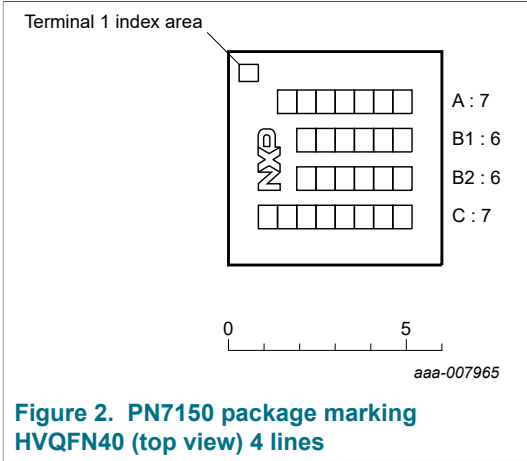 Terminal 1 index area
A : 7
B1 : 6
NXP
B2 : 6
C : 7
0 5
aaa-007965
Figure 2. PN7150 package marking
HVQFN40 (top view) 4 lines